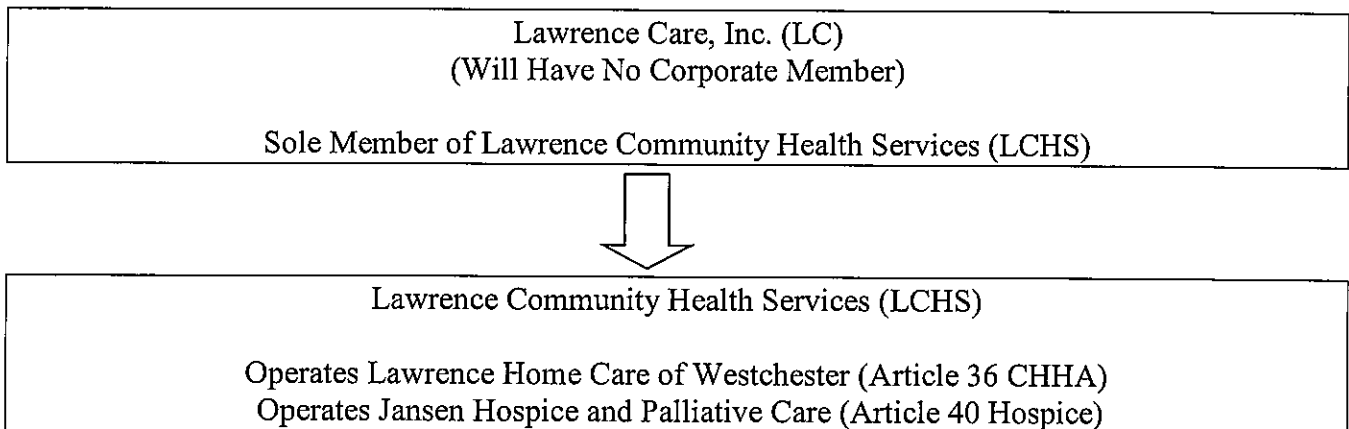 Lawrence Care, Inc. (LC)
(Will Have No Corporate Member)
Sole Member of Lawrence Community Health Services (LCHS)
Lawrence Community Health Services (LCHS)
Operates Lawrence Home Care of Westchester (Article 36 CHHA)
Operates Jansen Hospice and Palliative Care (Article 40 Hospice)